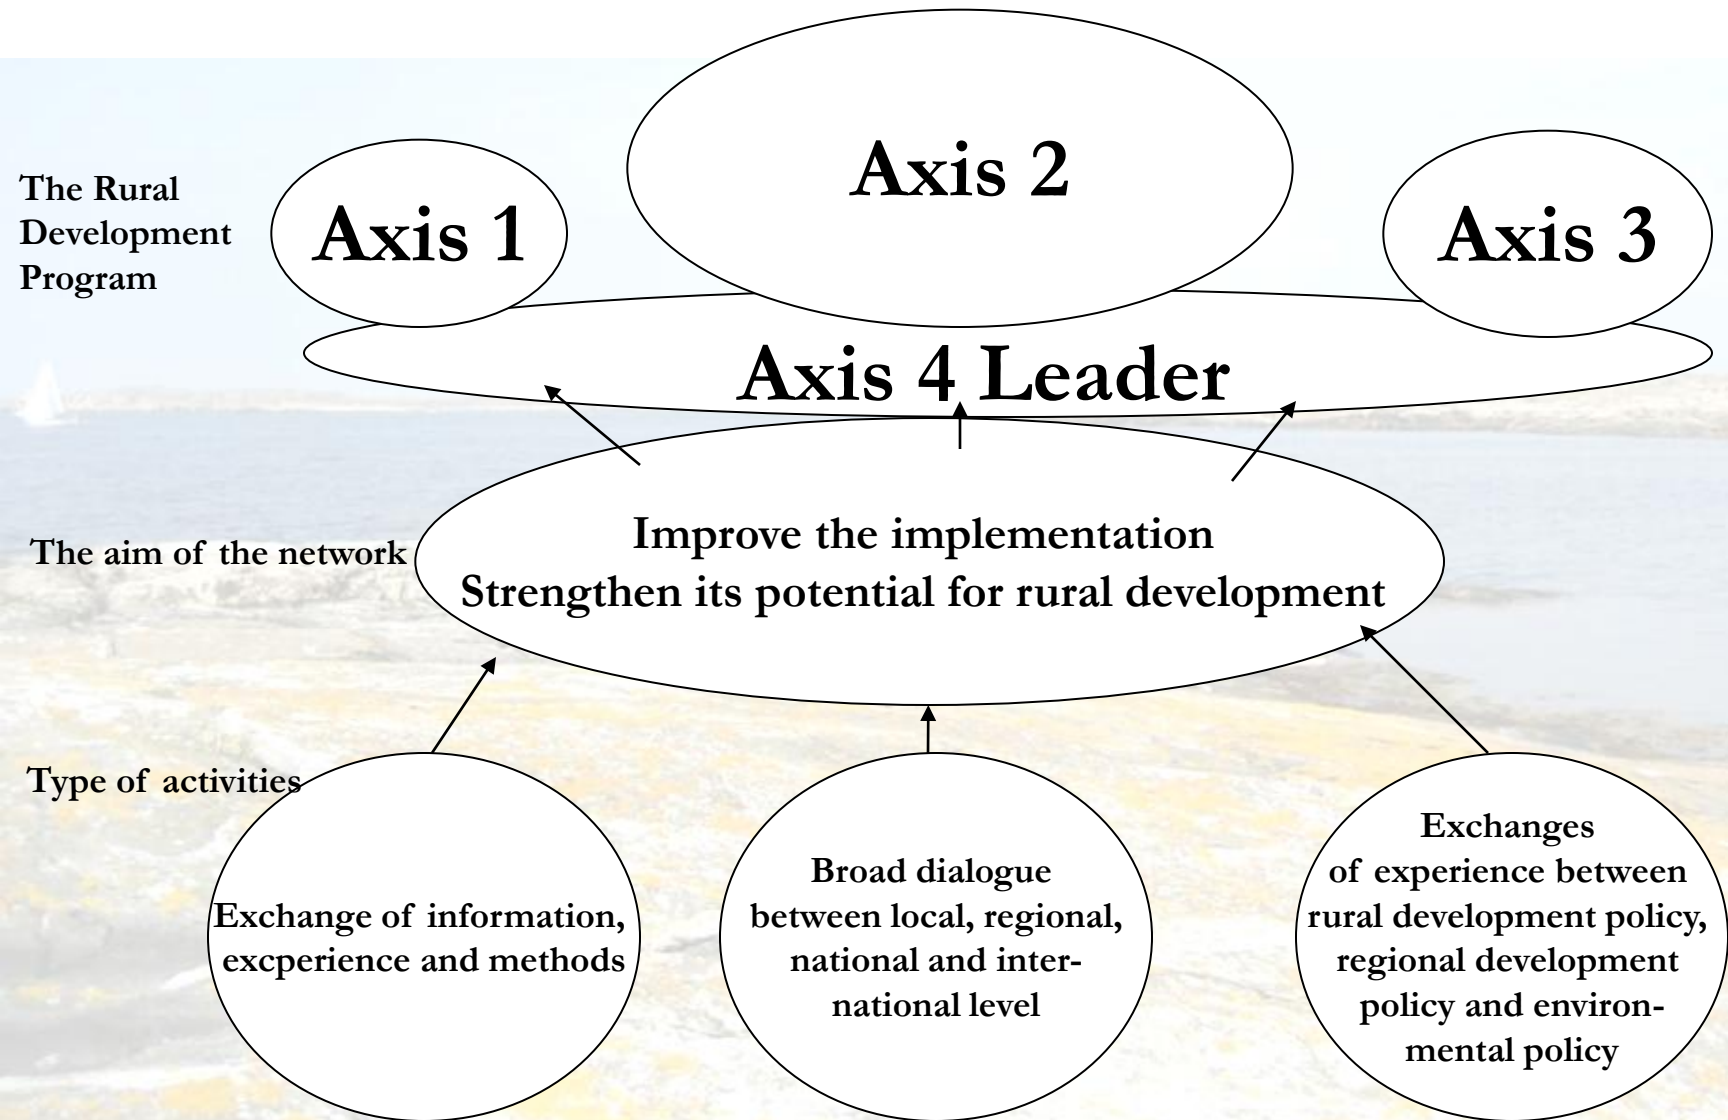 Axis 2
The Rural
Development
Program
Axis 1
Axis 3
Axis 4 Leader
The aim of the network
Improve the implementation
Strengthen its potential for rural development
Type of activities
Exchange of information,
excperience and methods
Broad dialogue
between local, regional,
national and inter-
national level
Exchanges
of experience between
rural development policy,
regional development
policy and environ-
mental policy